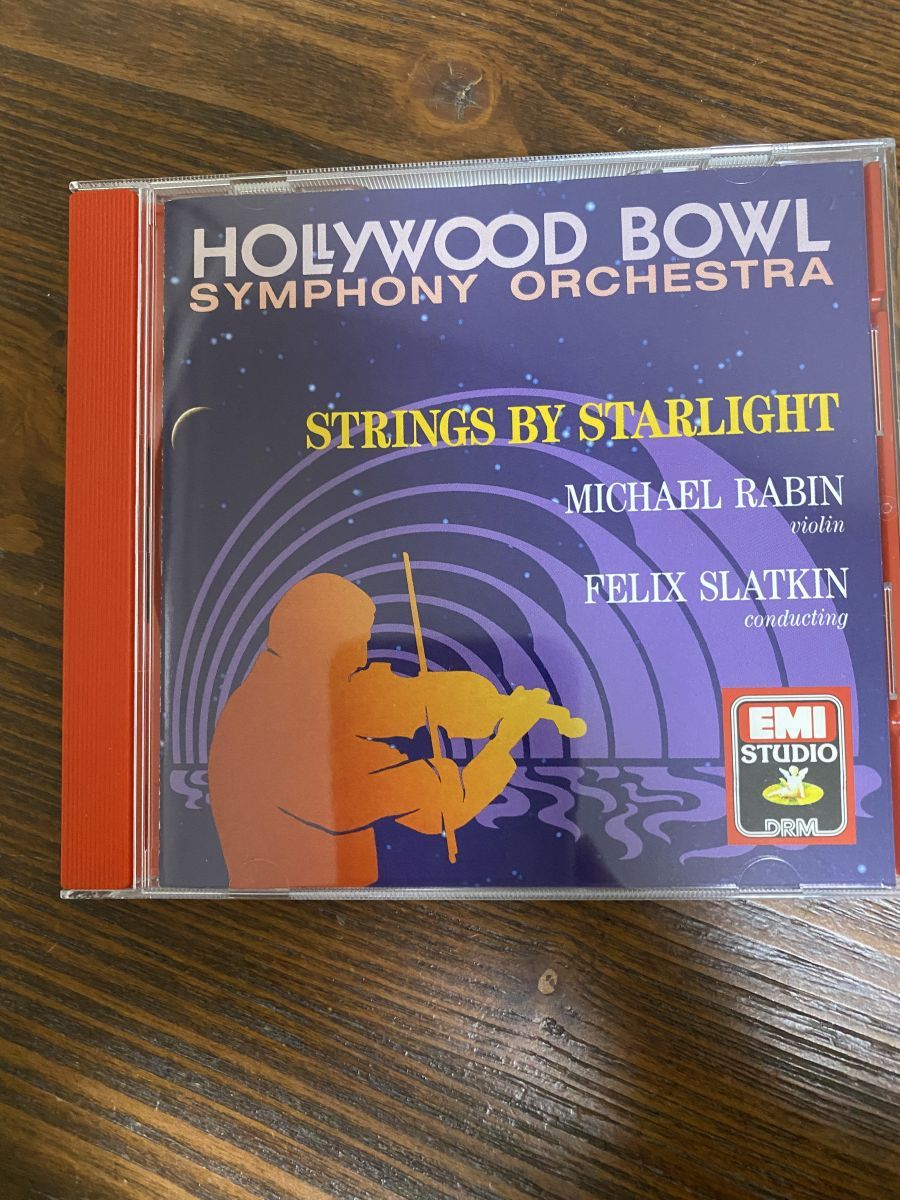 HOLLYWOOD BOWL
SYMPHONY ORCHESTRA
STRINGS BY STARLIGHT
MICHAEL RABIN
violin
FELIX SLATKIN
conducting
EMI
STUDIO
DRM